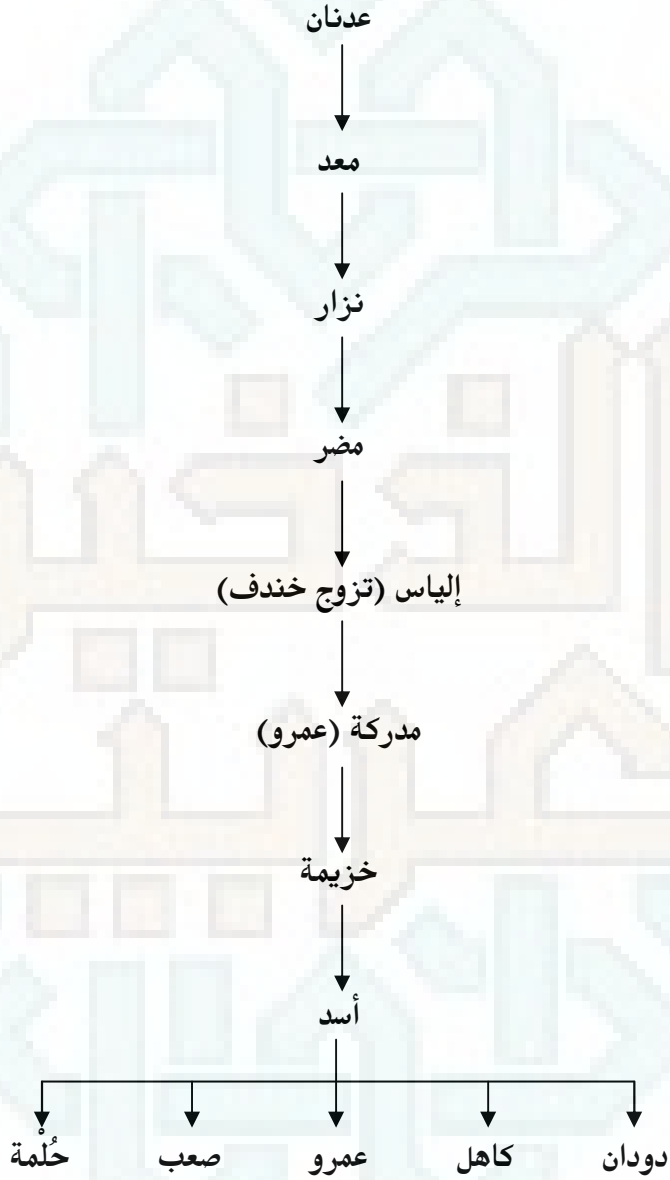 عدنان
معد
نزار
مضر
إلياس (تزوج خندف)
مدركة (عمرو)
خزيمة
أسد
دودان كاهل عمرو صعب حُلْمة